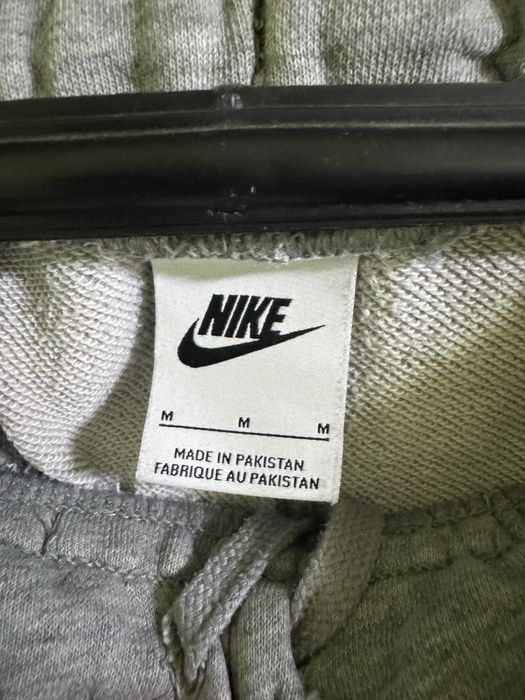 NIKE
M M M
MADE IN PAKISTAN
FABRIQUE AU PAKISTAN